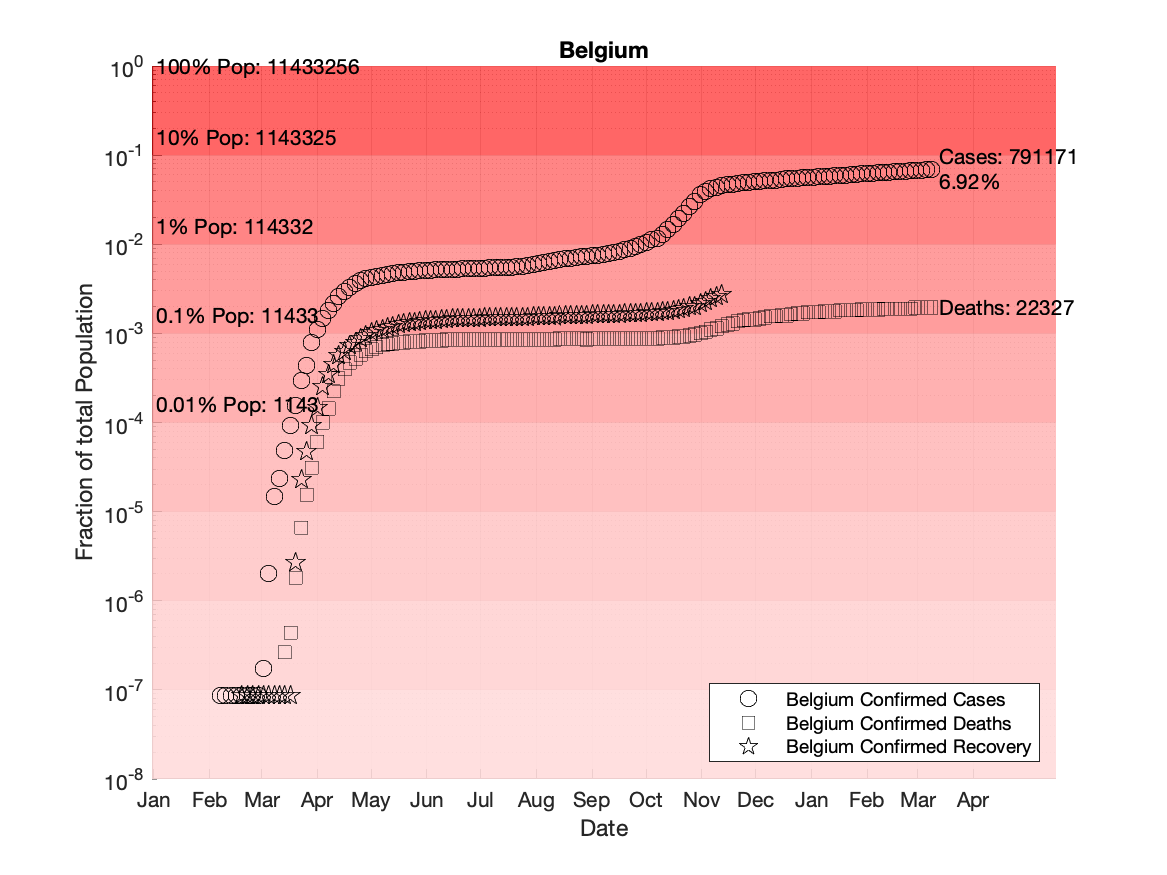 Belgium
10^0
100% Pop: 11433256
10% Pop: 1143325
10^-1
Cases: 791171
6.92%
1% Pop: 114332
10^-2
0.1% Pop: 11433
Deaths: 22327
10^-3
0.01% Pop: 1143
10^-4
10^-5
10^-6
10^-7
10^-8
Fraction of total Population
Belgium Confirmed Cases
Belgium Confirmed Deaths
Belgium Confirmed Recovery
Jan Feb Mar Apr May Jun Jul Aug Sep Oct Nov Dec Jan Feb Mar Apr
Date